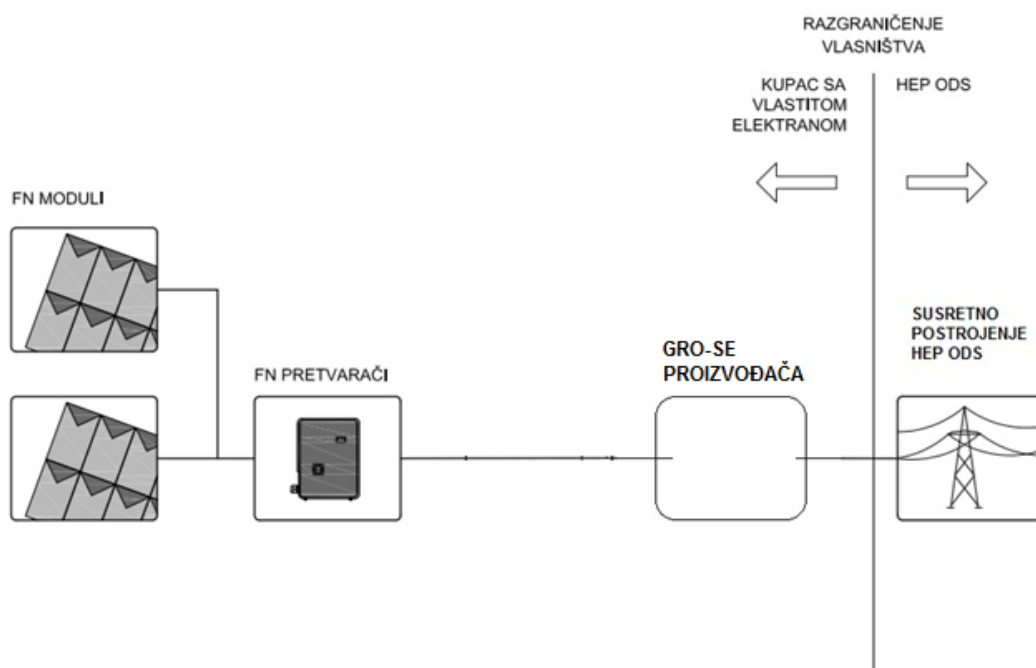 RAZGRANIČENJE
VLASNIŠTVA
KUPAC SA
VLASTITOM
ELEKTRANOM
HEP ODS
FN MODULI
SUSRETNO
POSTROJENJE
HEP ODS
GRO-SE
PROIZVOĐAČA
FN PRETVARAČI